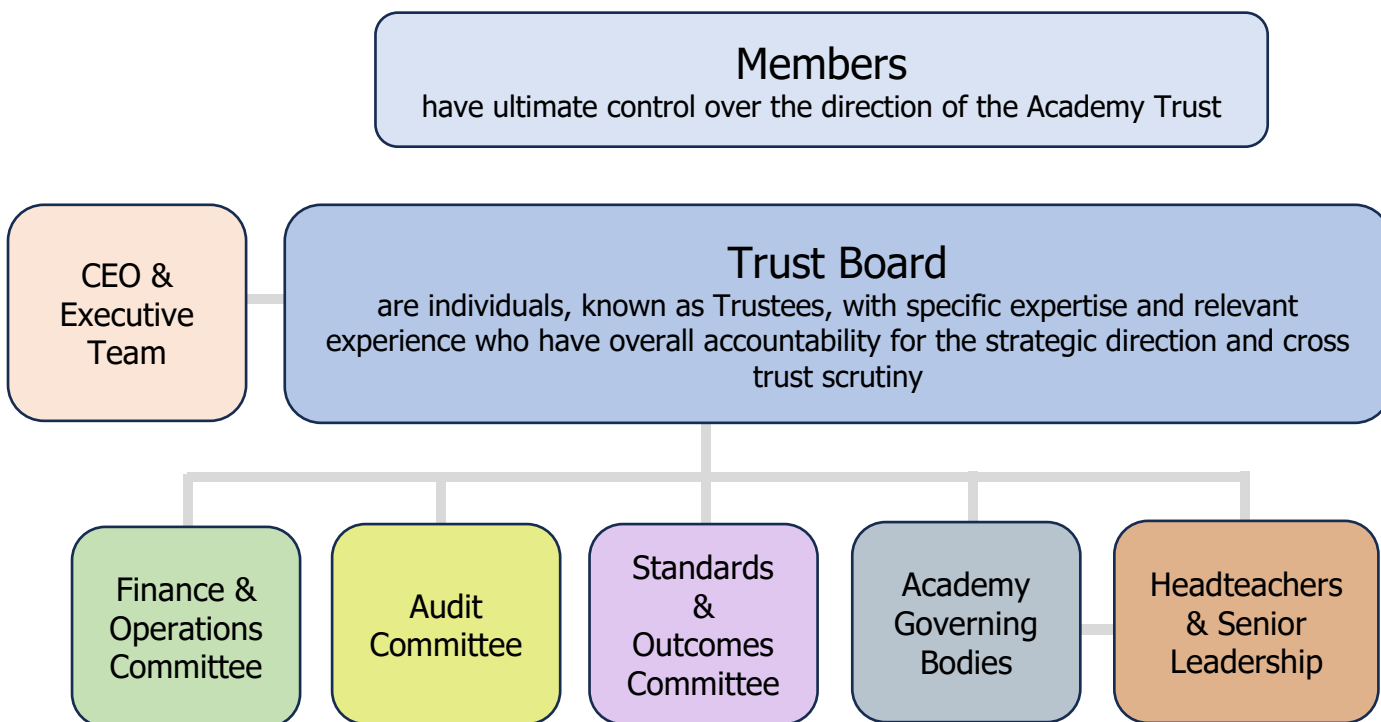 Members
have ultimate control over the direction of the Academy Trust
CEO &
Executive
Team
Trust Board
are individuals, known as Trustees, with specific expertise and relevant
experience who have overall accountability for the strategic direction and cross
trust scrutiny
Finance &
Operations
Committee
Audit
Committee
Standards
&
Outcomes
Committee
Academy
Governing
Bodies
Headteachers
& Senior
Leadership